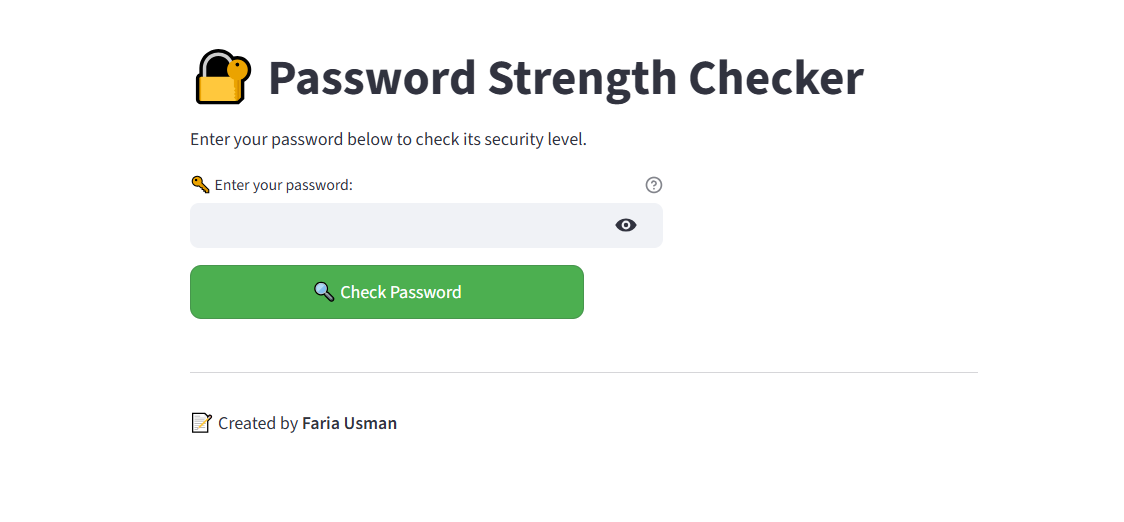 Password Strength Checker
Enter your password below to check its security level.
Enter your password:
Check Password
Created by Faria Usman